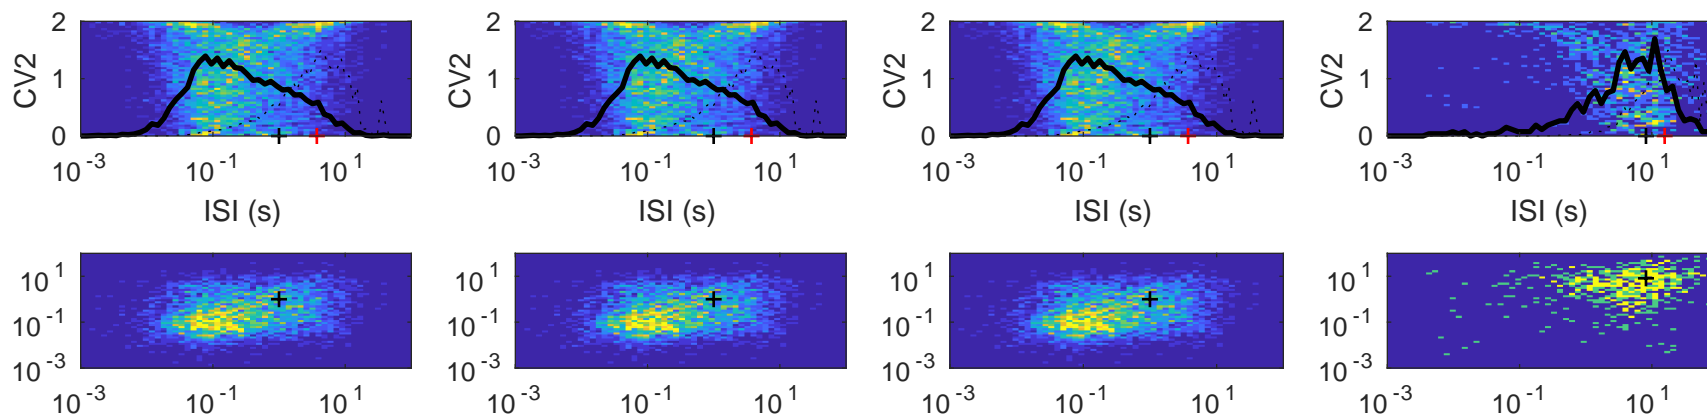 2 2 2 2
CV2 CV2 CV2 CV2
1 1 1 1
0 0 0 0
10^-3 10^-1 10^1 10^-3 10^-1 10^1 10^-3 10^-1 10^1 10^-3 10^-1 10^1
ISI (s) ISI (s) ISI (s) ISI (s)
10^1 10^1 10^1 10^1
10^-1 10^-1 10^-1 10^-1
10^-3 10^-3 10^-3 10^-3
10^-3 10^-1 10^1 10^-3 10^-1 10^1 10^-3 10^-1 10^1 10^-3 10^-1 10^1